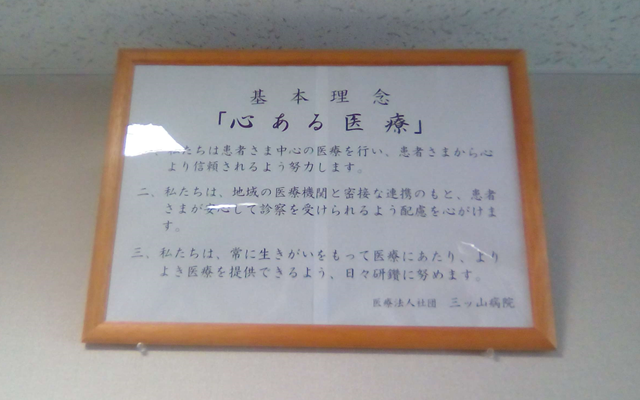 基本理念
「心ある医療」
私たちは患者さま中心の医療を行い、患者さまから心
より信頼されるよう努力します。
二、私たちは、地域の医療機関と密接な連携のもと、患者
さまが安心して診察を受けられるよう配慮を心がけま
す。
三、私たちは、常に生きがいをもって医療にあたり、より
よき医療を提供できるよう、日々研鑽に努めます。
医療法人社団 三ッ山病院